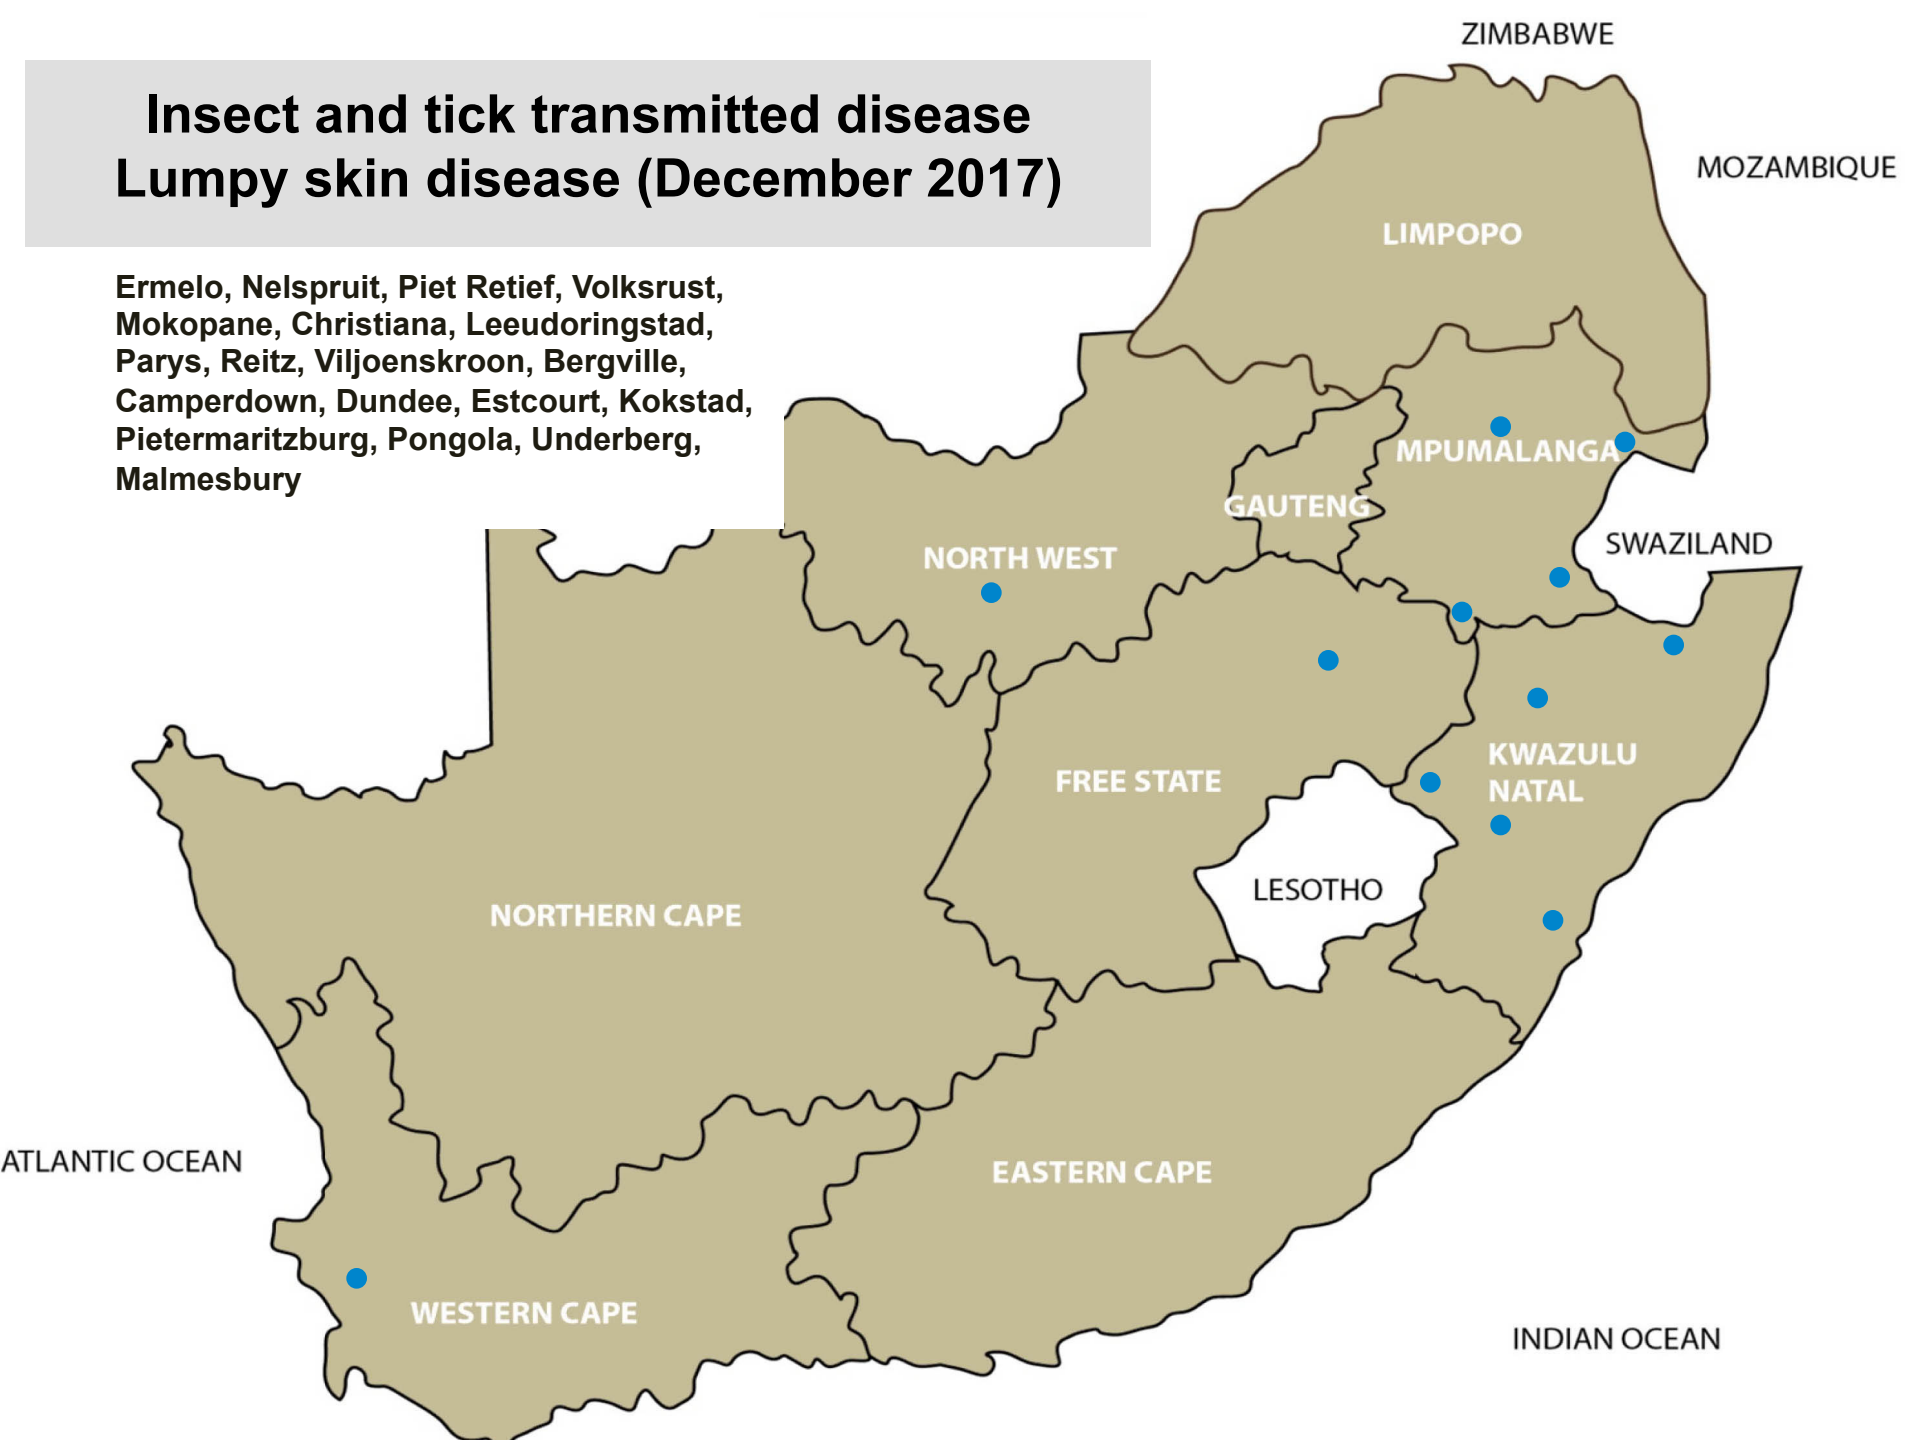 ZIMBABWE
Insect and tick transmitted disease
Lumpy skin disease (December 2017)
MOZAMBIQUE
LIMPOPO
Ermelo, Nelspruit, Piet Retief, Volksrust,
Mokopane, Christiana, Leeudoringstad,
Parys, Reitz, Viljoenskroon, Bergville,
Camperdown, Dundee, Estcourt, Kokstad,
Pietermaritzburg, Pongola, Underberg,
Malmesbury
MPUMALANGA
GAUTENG
SWAZILAND
NORTH WEST
KWAZULU
NATAL
FREE STATE
LESOTHO
NORTHERN CAPE
ATLANTIC OCEAN
EASTERN CAPE
WESTERN CAPE
INDIAN OCEAN